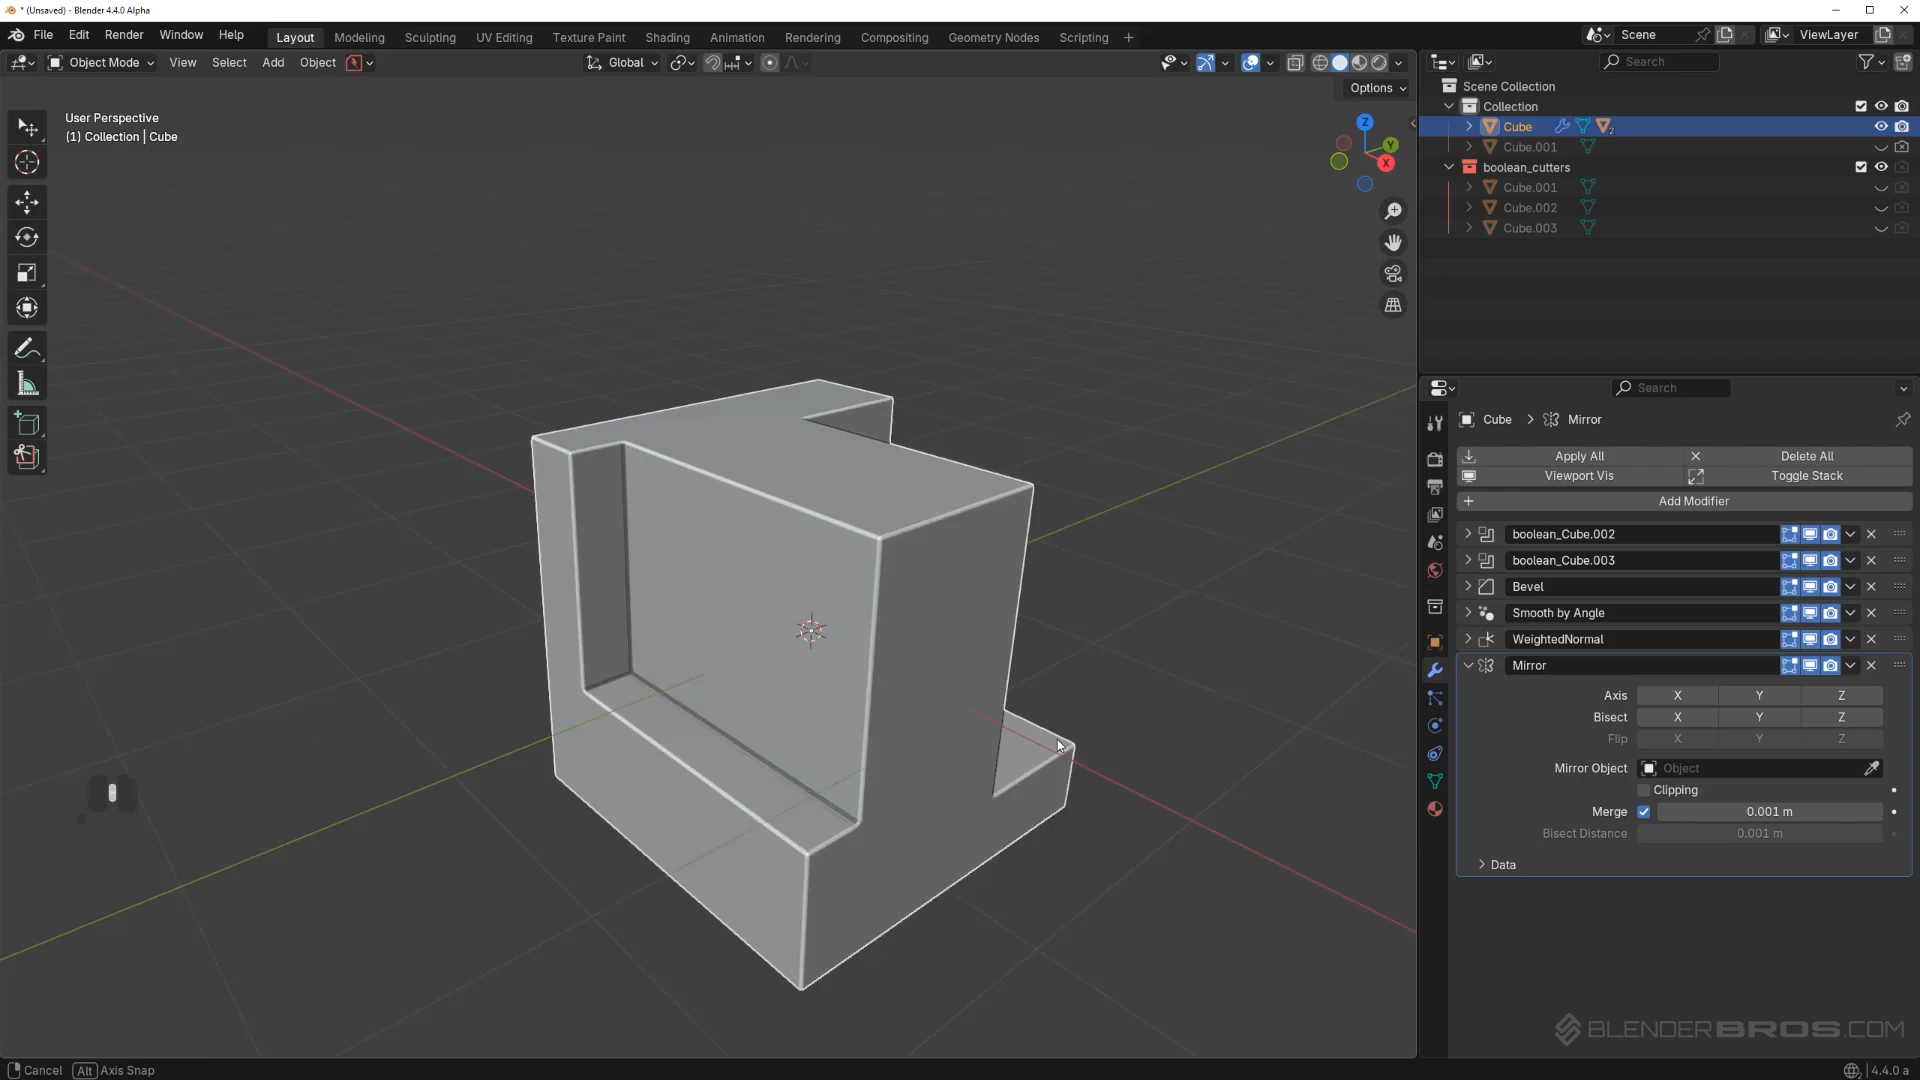 * (Unsaved) - Blender 4.4.0 Alpha
File Edit Render Window Help
Layout Modeling Sculpting UV Editing Texture Paint Shading Animation Rendering Compositing Geometry Nodes Scripting +
Scene
ViewLayer
Object Mode View Select Add Object
Global
Search
Options
User Perspective
(1) Collection | Cube
Z
Y
X
Scene Collection
Collection
Cube
2
Cube.001
boolean_cutters
Cube.001
Cube.002
Cube.003
Search
Cube > Mirror
Apply All
Delete All
Viewport Vis
Toggle Stack
Add Modifier
boolean_Cube.002
boolean_Cube.003
Bevel
Smooth by Angle
WeightedNormal
Mirror
Axis X Y Z
Bisect X Y Z
Flip X Y Z
Mirror Object Object
Clipping
Merge 0.001 m
Bisect Distance 0.001 m
Data
BLENDERBROS.COM
Cancel Alt Axis Snap
4.4.0 a